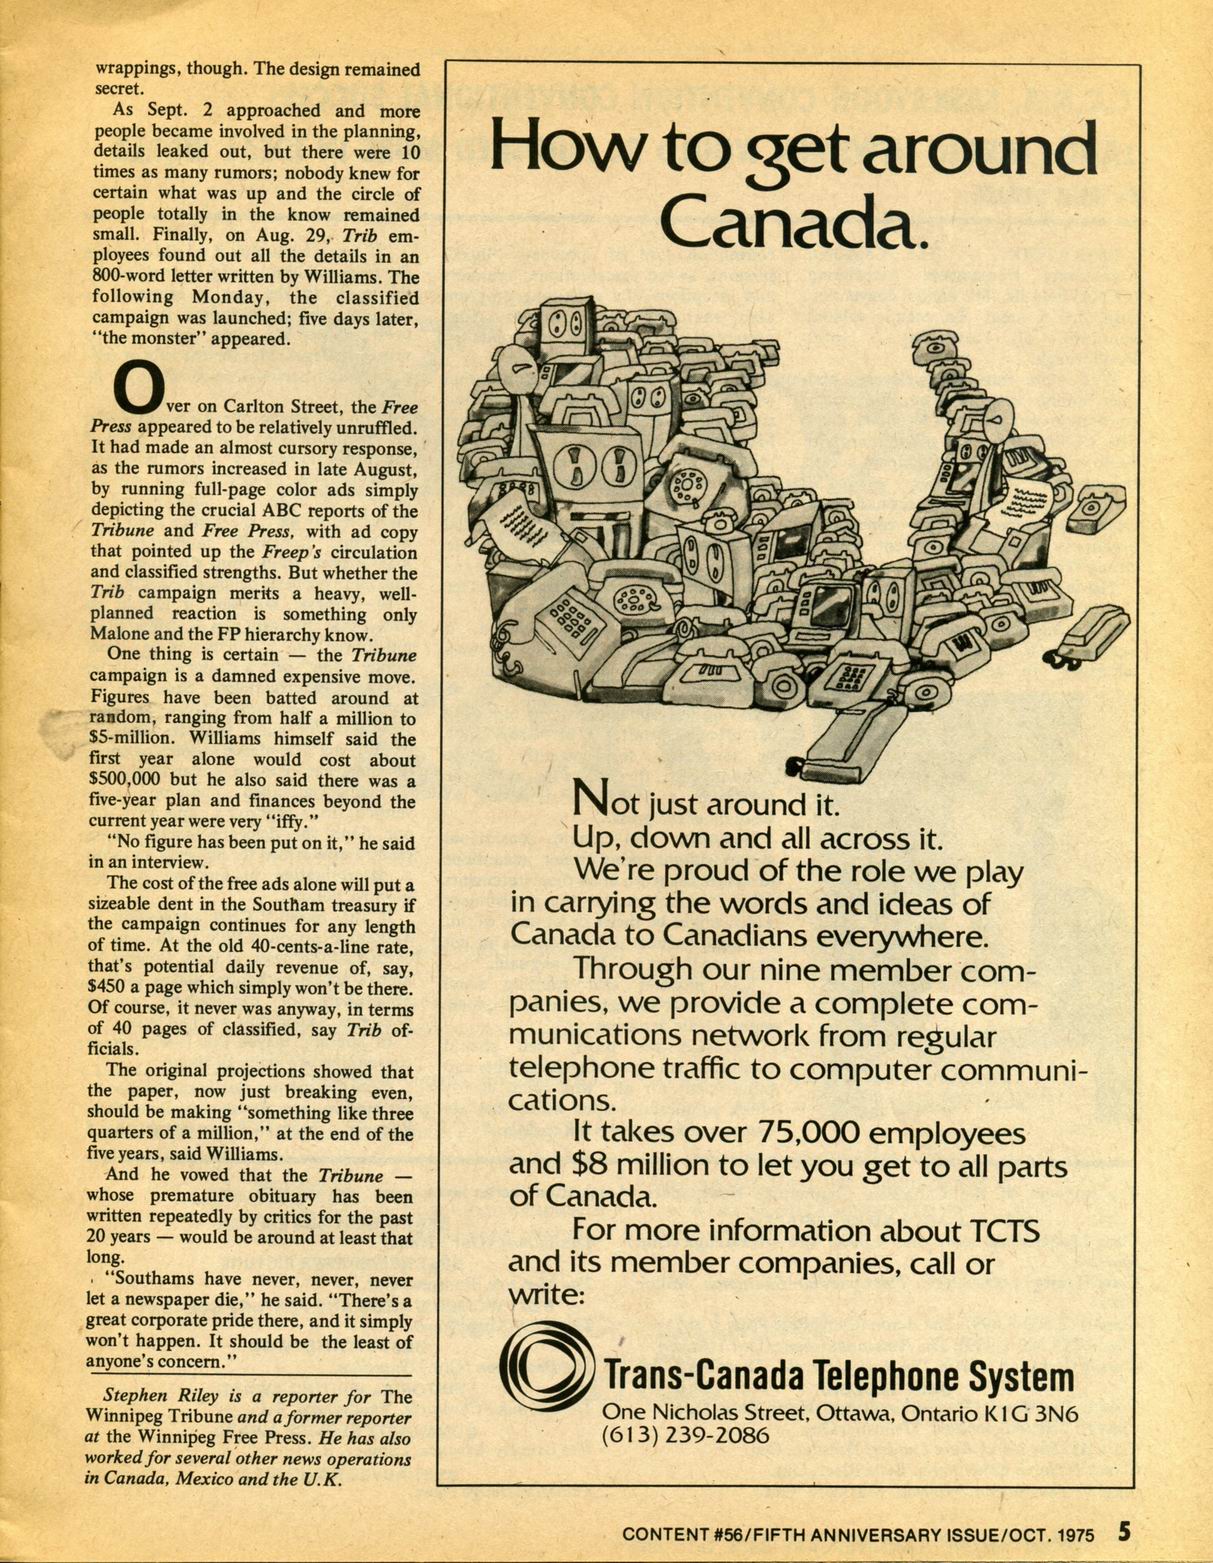 wrappings, though. The design remained
secret.
As Sept. 2 approached and more
people became involved in the planning,
details leaked out, but there were 10
times as many rumors; nobody knew for
certain what was up and the circle of
people totally in the know remained
small. Finally, on Aug. 29, Trib em-
ployees found out all the details in an
800-word letter written by Williams. The
following Monday, the classified
campaign was launched; five days later,
“the monster” appeared.
Over on Carlton Street, the Free
Press appeared to be relatively unruffled.
It had made an almost cursory response,
as the rumors increased in late August,
by running full-page color ads simply
depicting the crucial ABC reports of the
Tribune and Free Press, with ad copy
that pointed up the Freep's circulation
and classified strengths. But whether the
Trib campaign merits a heavy, well-
planned reaction is something only
Malone and the FP hierarchy know.
One thing is certain — the Tribune
campaign is a damned expensive move.
Figures have been batted around at
random, ranging from half a million to
$5-million. Williams himself said the
first year alone would cost about
$500,000 but he also said there was a
five-year plan and finances beyond the
current year were very “iffy.”
“No figure has been put on it,” he said
in an interview.
The cost of the free ads alone will put a
sizeable dent in the Southam treasury if
the campaign continues for any length
of time. At the old 40-cents-a-line rate,
that's potential daily revenue of, say,
$450 a page which simply won't be there.
Of course, it never was anyway, in terms
of 40 pages of classified, say Trib of-
ficials.
The original projections showed that
the paper, now just breaking even,
should be making “something like three
quarters of a million,” at the end of the
five years, said Williams.
And he vowed that the Tribune —
whose premature obituary has been
written repeatedly by critics for the past
20 years — would be around at least that
long.
“Southams have never, never, never
let a newspaper die,” he said. “There's a
great corporate pride there, and it simply
won't happen. It should be the least of
anyone's concern.”
Stephen Riley is a reporter for The
Winnipeg Tribune and a former reporter
at the Winnipeg Free Press. He has also
worked for several other news operations
in Canada, Mexico and the U.K.
How to get around
Canada.
Not just around it.
Up, down and all across it.
We're proud of the role we play
in carrying the words and ideas of
Canada to Canadians everywhere.
Through our nine member com-
panies, we provide a complete com-
munications network from regular
telephone traffic to computer communi-
cations.
It takes over 75,000 employees
and $8 million to let you get to all parts
of Canada.
For more information about TCTS
and its member companies, call or
write:
Trans-Canada Telephone System
One Nicholas Street, Ottawa, Ontario K1G 3N6
(613) 239-2086
CONTENT #56/FIFTH ANNIVERSARY ISSUE/OCT. 1975 5